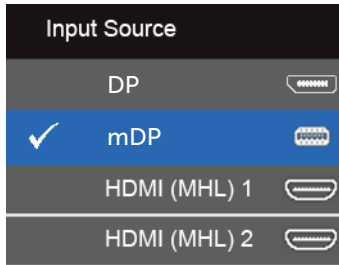 Input Source
DP
mDP
HDMI (MHL) 1
HDMI (MHL) 2